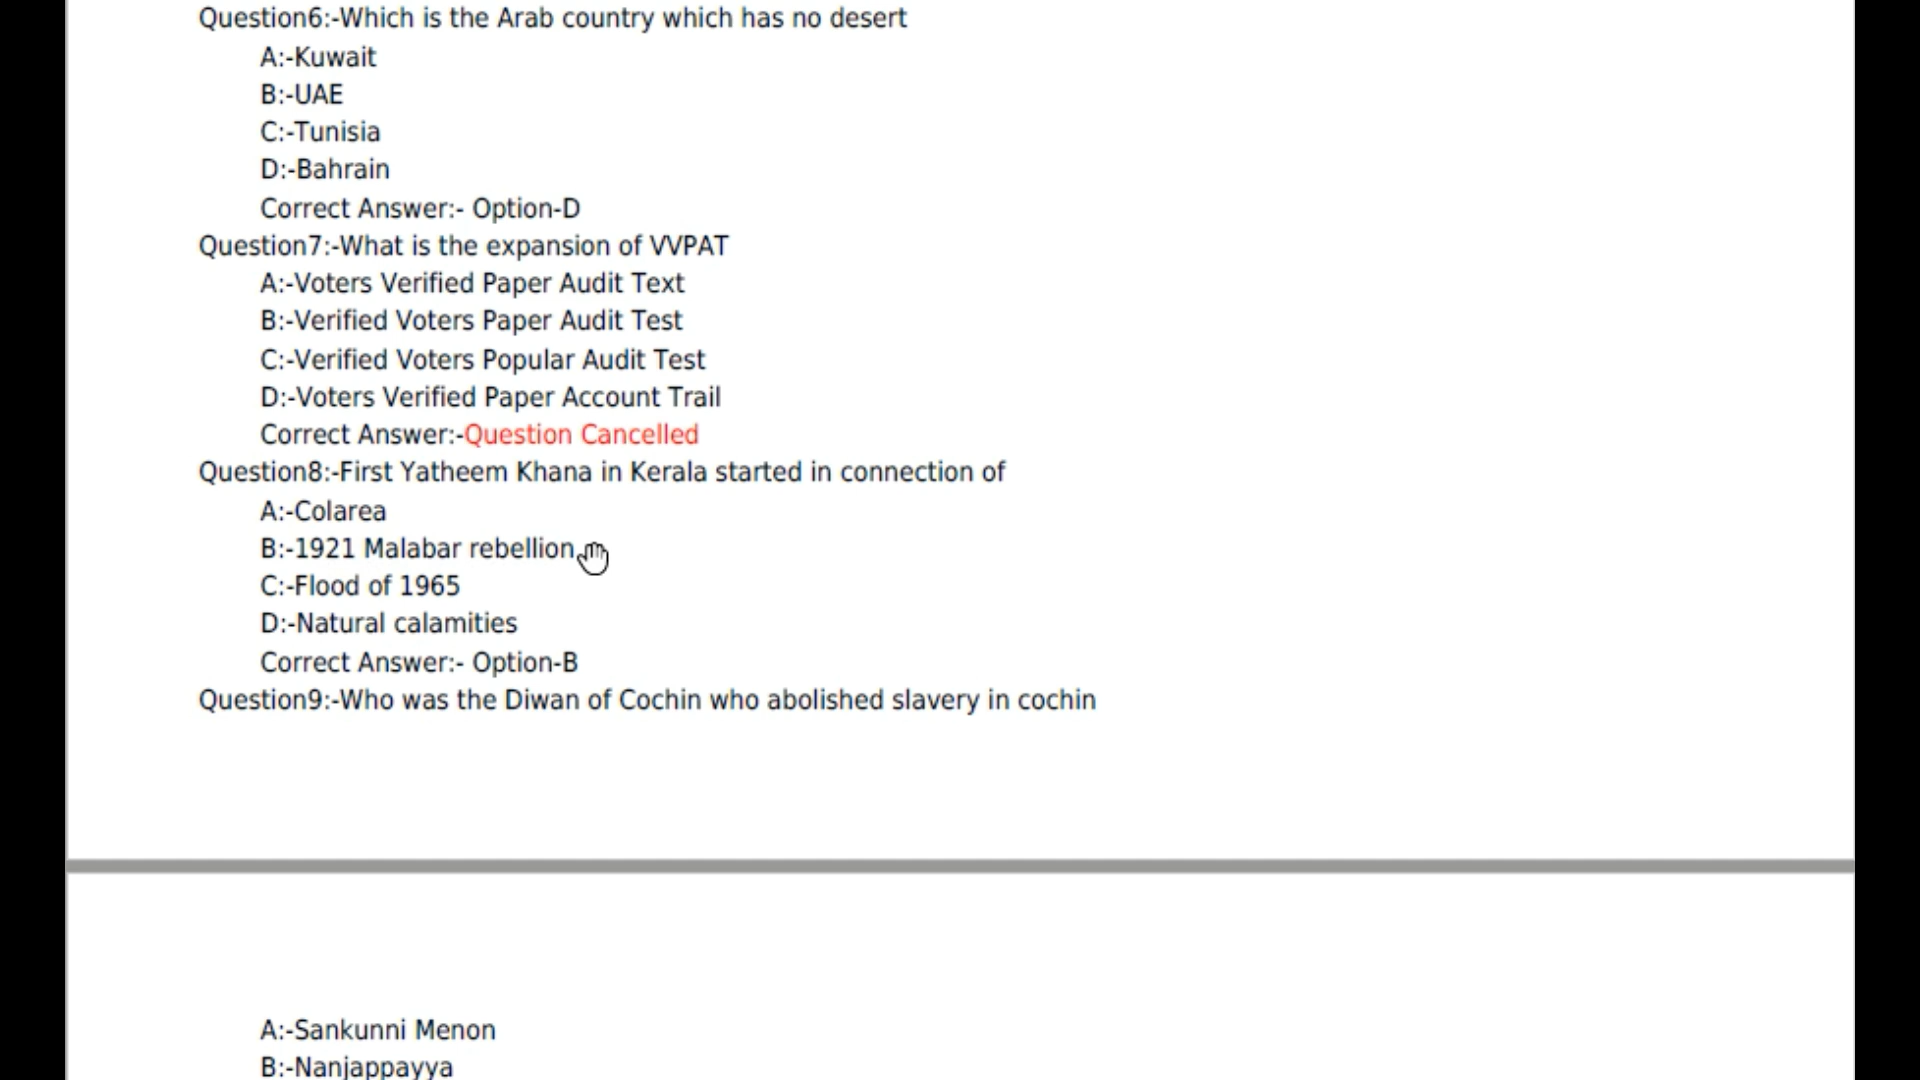 Question6:-Which is the Arab country which has no desert
A:-Kuwait
B:-UAE
C:-Tunisia
D:-Bahrain
Correct Answer:- Option-D
Question7:-What is the expansion of VVPAT
A:-Voters Verified Paper Audit Text
B:-Verified Voters Paper Audit Test
C:-Verified Voters Popular Audit Test
D:-Voters Verified Paper Account Trail
Correct Answer:-Question Cancelled
Question8:-First Yatheem Khana in Kerala started in connection of
A:-Colarea
B:-1921 Malabar rebellion
C:-Flood of 1965
D:-Natural calamities
Correct Answer:- Option-B
Question9:-Who was the Diwan of Cochin who abolished slavery in cochin
A:-Sankunni Menon
B:-Nanjappayya